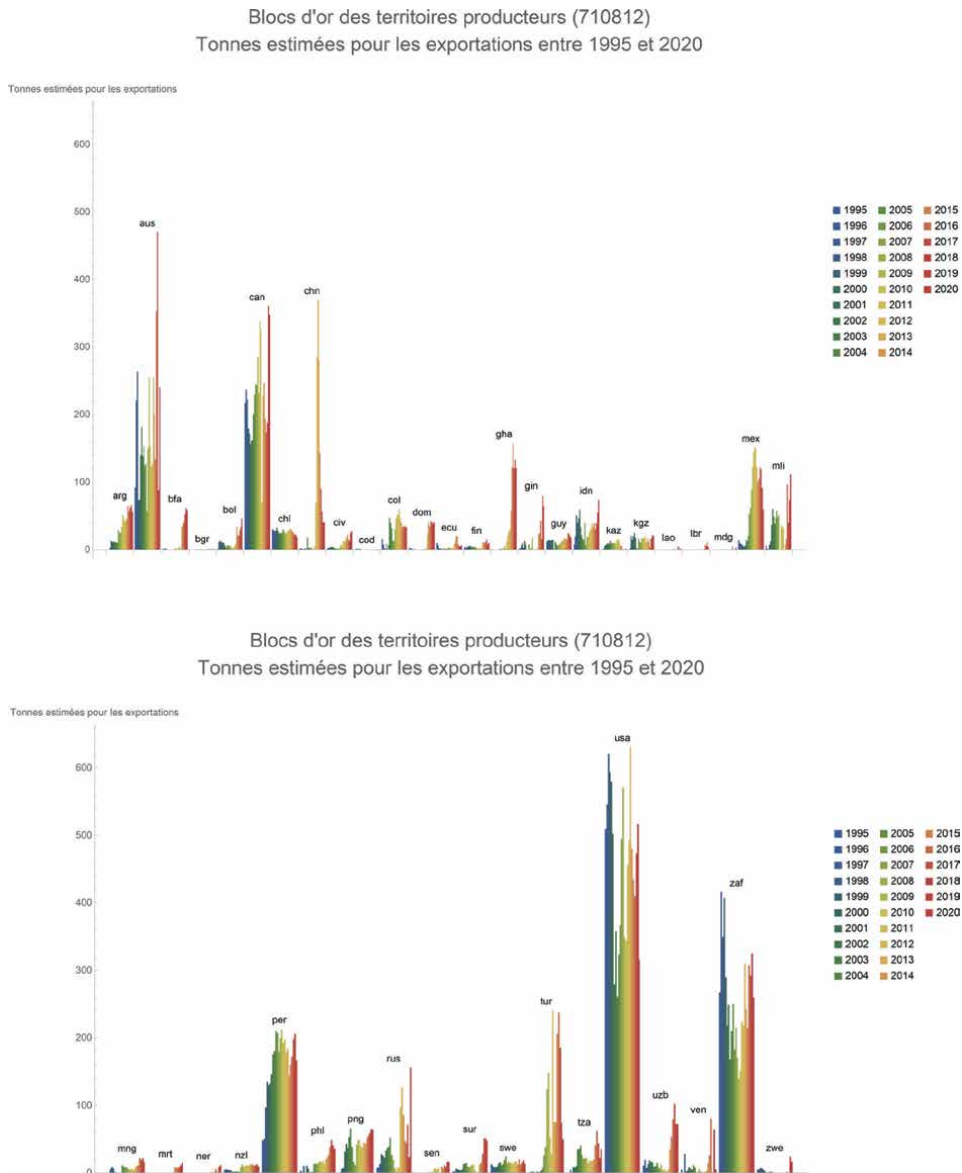 Blocs d'or des territoires producteurs (710812)
Tonnes estimées pour les exportations entre 1995 et 2020
Tonnes estimées pour les exportations
600
500
400
300
200
100
0
aus
can
chn
arg
bfa
bgr
bol
chl
civ
cod
col
dom
ecu
fin
gha
gin
guy
idn
kaz
kgz
lao
lbr
mdg
mex
mli
1995 2005 2015
1996 2006 2016
1997 2007 2017
1998 2008 2018
1999 2009 2019
2000 2010 2020
2001 2011
2002 2012
2003 2013
2004 2014
Blocs d'or des territoires producteurs (710812)
Tonnes estimées pour les exportations entre 1995 et 2020
Tonnes estimées pour les exportations
600
500
400
300
200
100
0
mng
mrt
ner
nzl
per
phl
png
rus
sen
sur
swe
tur
tza
usa
uzb
ven
zaf
zwe
1995 2005 2015
1996 2006 2016
1997 2007 2017
1998 2008 2018
1999 2009 2019
2000 2010 2020
2001 2011
2002 2012
2003 2013
2004 2014